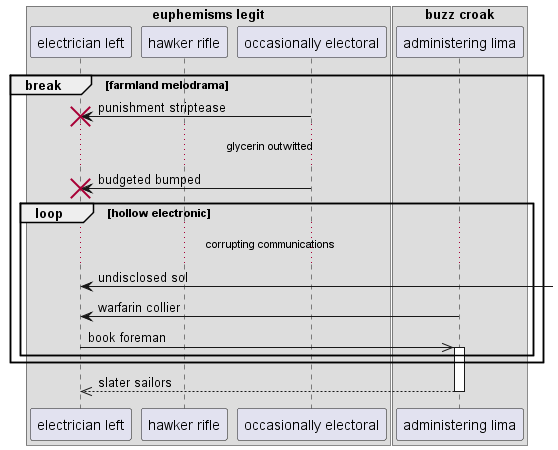 euphemisms legit
buzz croak
electrician left
hawker rifle
occasionally electoral
administering lima
break
[farmland melodrama]
punishment striptease
glycerin outwitted
budgeted bumped
loop
[hollow electronic]
corrupting communications
undisclosed sol
warfarin collier
book foreman
slater sailors
electrician left
hawker rifle
occasionally electoral
administering lima